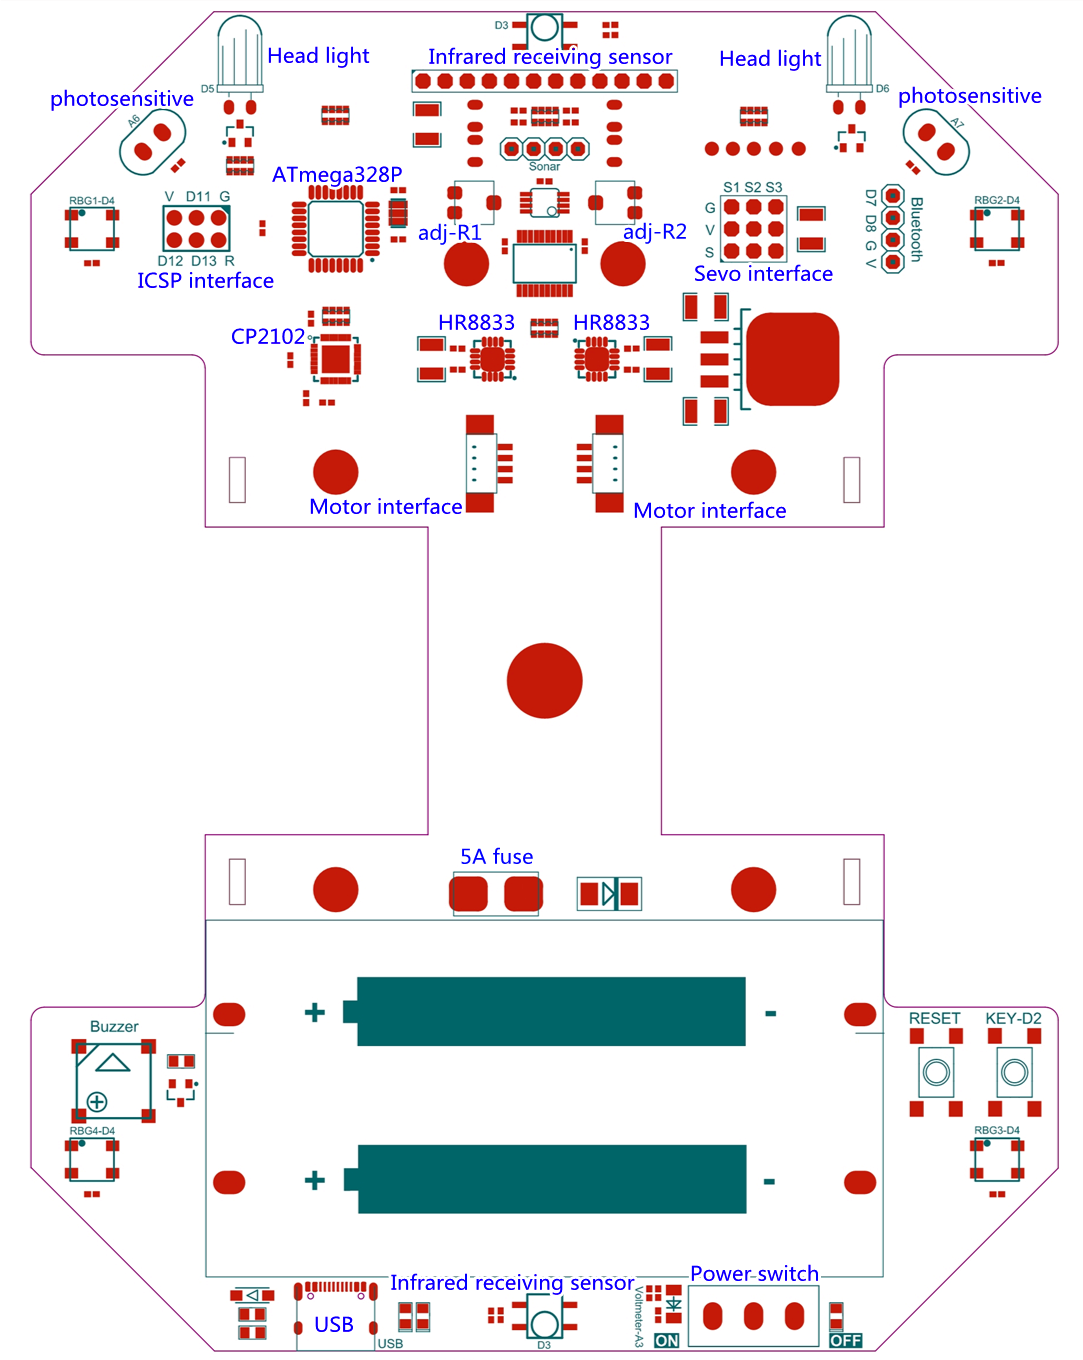 D3
Head light
Infrared receiving sensor
Head light
D5
D6
photosensitive
photosensitive
A6
A7
Sonar
ATmega328P
RBG1-D4
V D11 G
D12 D13 R
ICSP interface
adj-R1
adj-R2
S1 S2 S3
G
V
S
Sevo interface
D7 D8 G V
Bluetooth
RBG2-D4
CP2102
HR8833
HR8833
Motor interface
Motor interface
5A fuse
+ -
Buzzer
RESET
KEY-D2
RBG4-D4
RBG3-D4
+ -
Infrared receiving sensor
Power switch
USB
USB
D3
Voltmeter-A3
ON
OFF